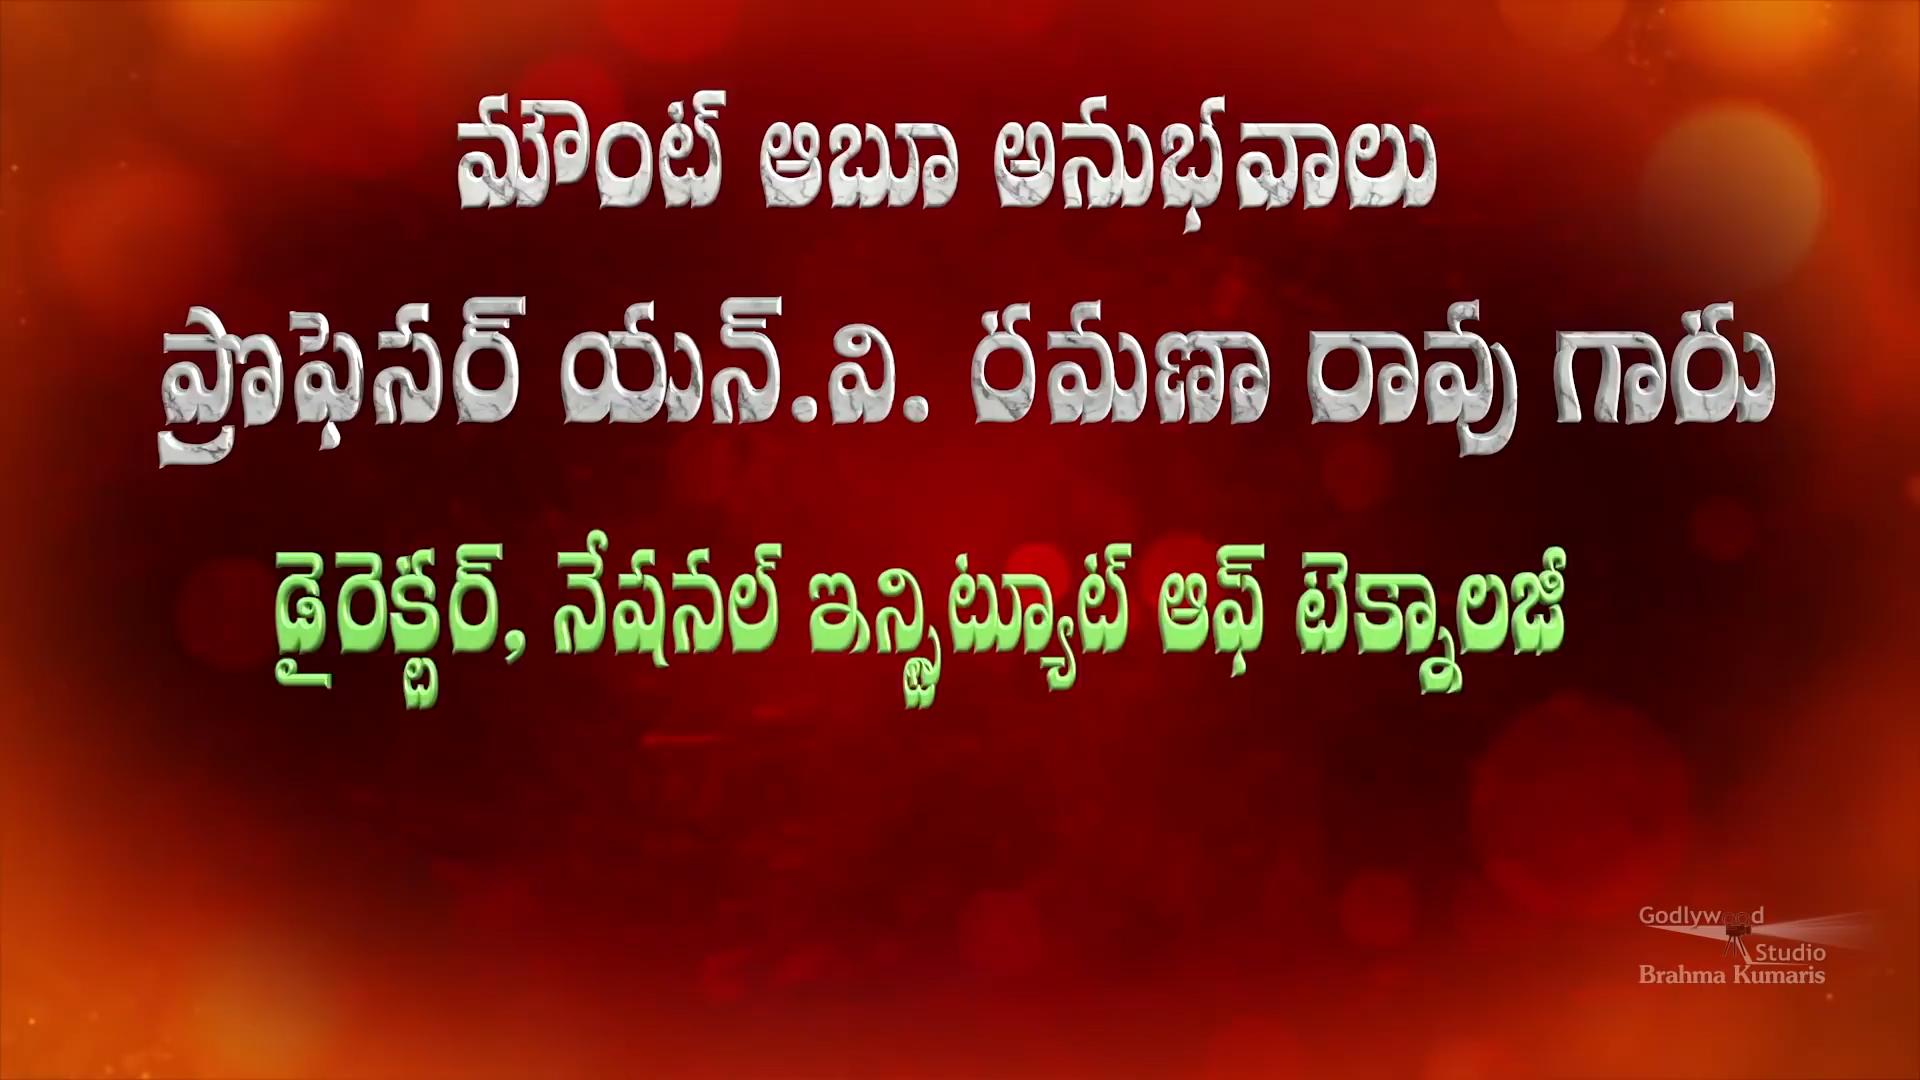 మౌంట్ ఆబూ అనుభవాలు
ప్రొఫెసర్ యన్.వి. రమణా రావు గారు
డైరెక్టర్, నేషనల్ ఇన్స్టిట్యూట్ ఆఫ్ టెక్నాలజీ
Godlywood
Studio
Brahma Kumaris